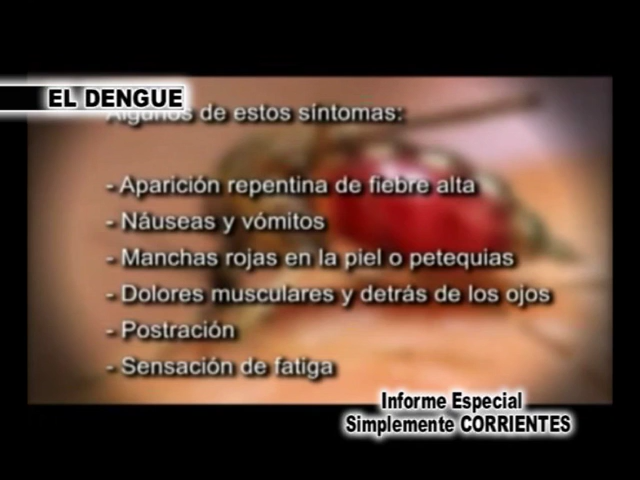 EL DENGUE
Algunos de estos síntomas:
- Aparición repentina de fiebre alta
- Náuseas y vómitos
- Manchas rojas en la piel o petequias
- Dolores musculares y detrás de los ojos
- Postración
- Sensación de fatiga
Informe Especial
Simplemente CORRIENTES